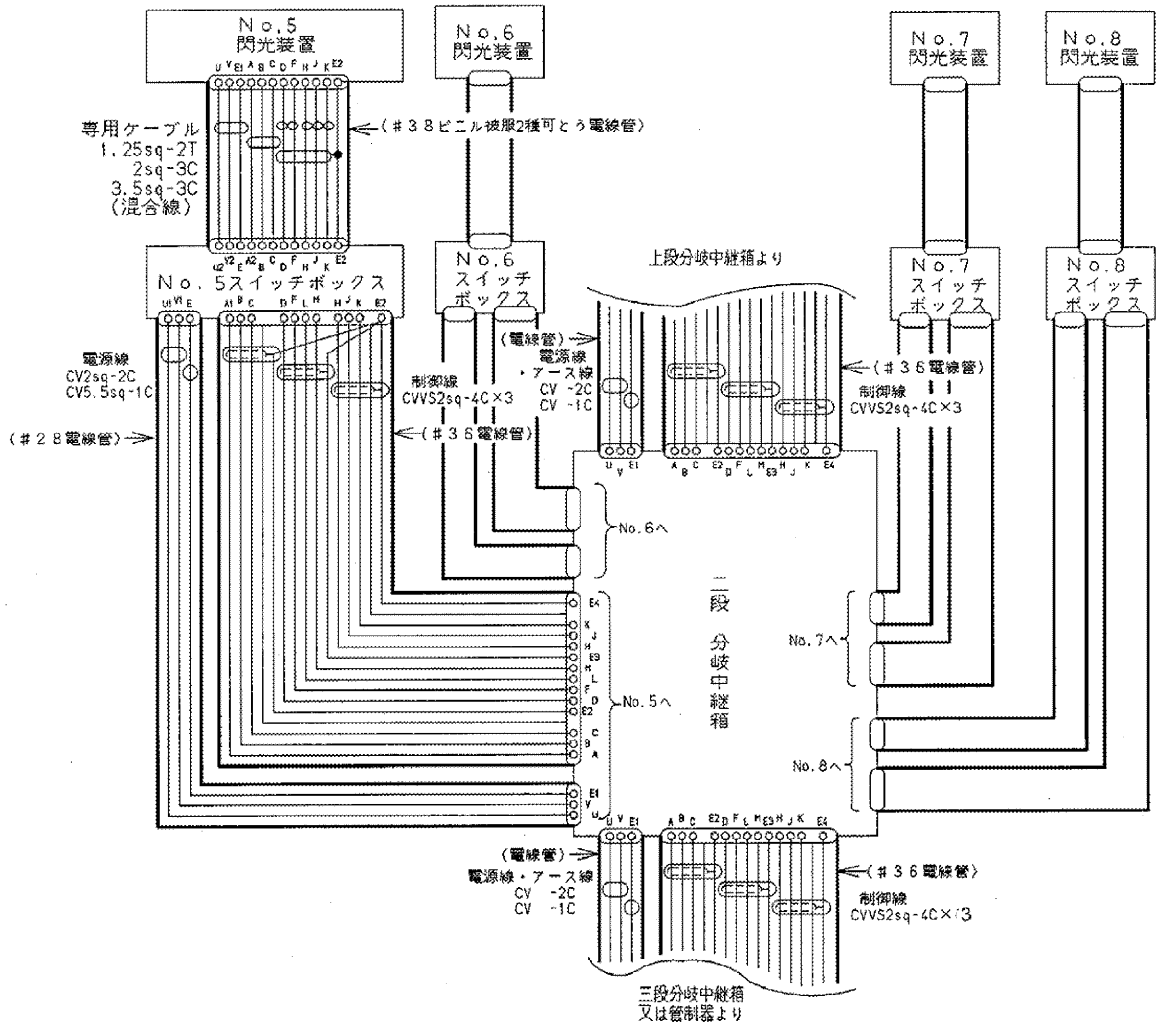 No.5
閃光装置
U V E1 A B C D F H J K E2
No.6
閃光装置
No.7
閃光装置
No.8
閃光装置
専用ケーブル
1.25sq-2T
2sq-3C
3.5sq-3C
(混合線)
(#38ビニル被服2種可とう電線管)
U2 V2 E A2 B C D F H J K E2
No.5スイッチボックス
U1 V1 E A1 B C D F L M H J K E2
No.6
スイッチ
ボックス
上段分岐中継箱より
No.7
スイッチ
ボックス
No.8
スイッチ
ボックス
電源線
CV2sq-2C
CV5.5sq-1C
(#28電線管)
制御線
CVVS2sq-4C×3
(#36電線管)
(電線管)
電源線
・アース線
CV -2C
CV -1C
(#36電線管)
制御線
CVVS2sq-4C×3
U V E1 A B C E2 D F L M E3 H J K E4
No.6へ
E4
K
J
H
E3
M
L
F
D
E2
C
B
A
No.5へ
E1
V
U
二段 分岐中継箱
No.7へ
No.8へ
U V E1 A B C E2 D F L M E3 H J K E4
(電線管)
電源線・アース線
CV -2C
CV -1C
(#36電線管)
制御線
CVVS2sq-4C×3
三段分岐中継箱
又は管制器より